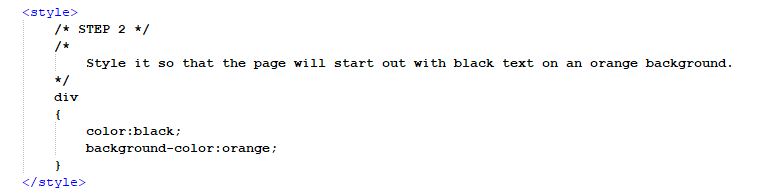 <style>
/* STEP 2 */
/*
Style it so that the page will start out with black text on an orange background.
*/
div
{
color:black;
background-color:orange;
}
</style>